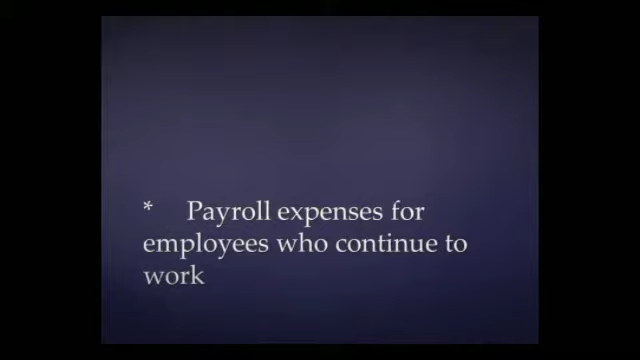 * Payroll expenses for
employees who continue to
work